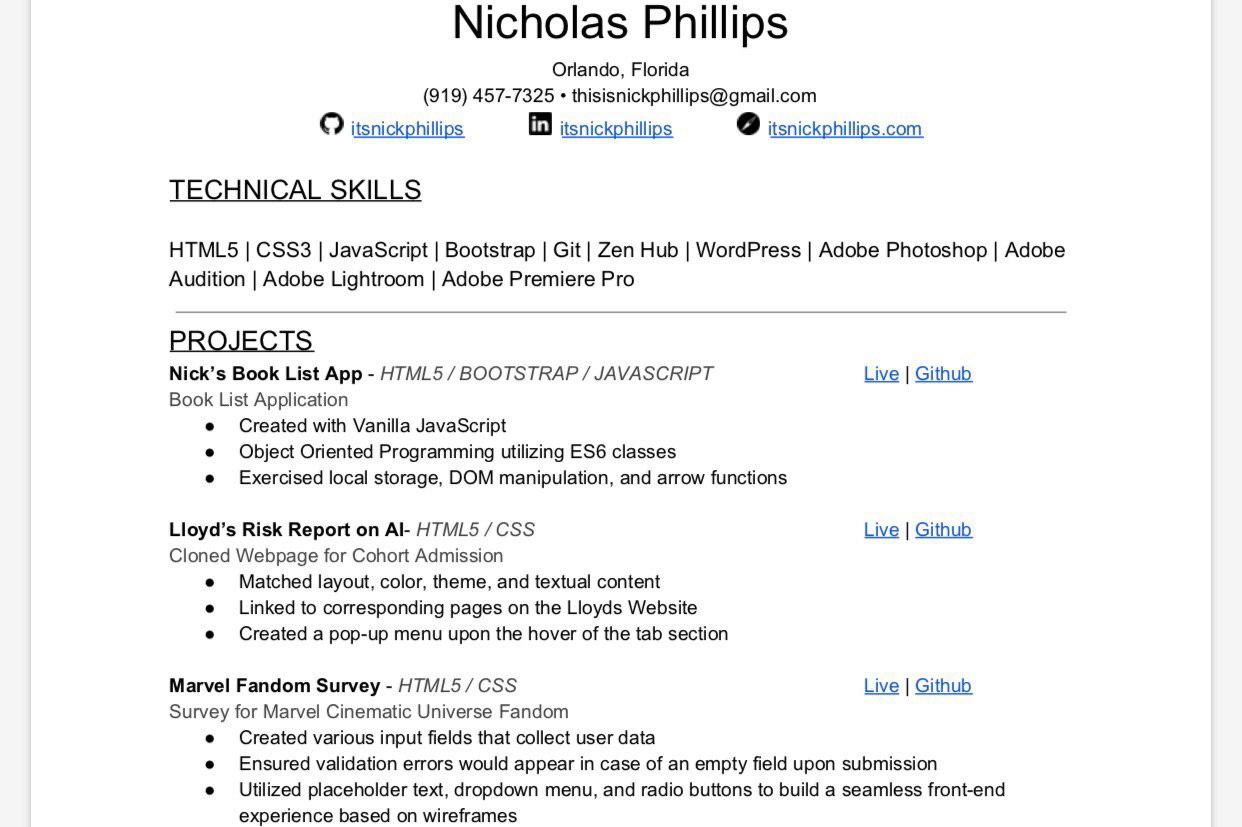 Nicholas Phillips
Orlando, Florida
(919) 457-7325 • thisisnickphillips@gmail.com
itsnickphillips itsnickphillips itsnickphillips.com
TECHNICAL SKILLS
HTML5 | CSS3 | JavaScript | Bootstrap | Git | Zen Hub | WordPress | Adobe Photoshop | Adobe
Audition | Adobe Lightroom | Adobe Premiere Pro
PROJECTS
Nick’s Book List App - HTML5 / BOOTSTRAP / JAVASCRIPT Live | Github
Book List Application
● Created with Vanilla JavaScript
● Object Oriented Programming utilizing ES6 classes
● Exercised local storage, DOM manipulation, and arrow functions
Lloyd’s Risk Report on AI- HTML5 / CSS Live | Github
Cloned Webpage for Cohort Admission
● Matched layout, color, theme, and textual content
● Linked to corresponding pages on the Lloyds Website
● Created a pop-up menu upon the hover of the tab section
Marvel Fandom Survey - HTML5 / CSS Live | Github
Survey for Marvel Cinematic Universe Fandom
● Created various input fields that collect user data
● Ensured validation errors would appear in case of an empty field upon submission
● Utilized placeholder text, dropdown menu, and radio buttons to build a seamless front-end
experience based on wireframes